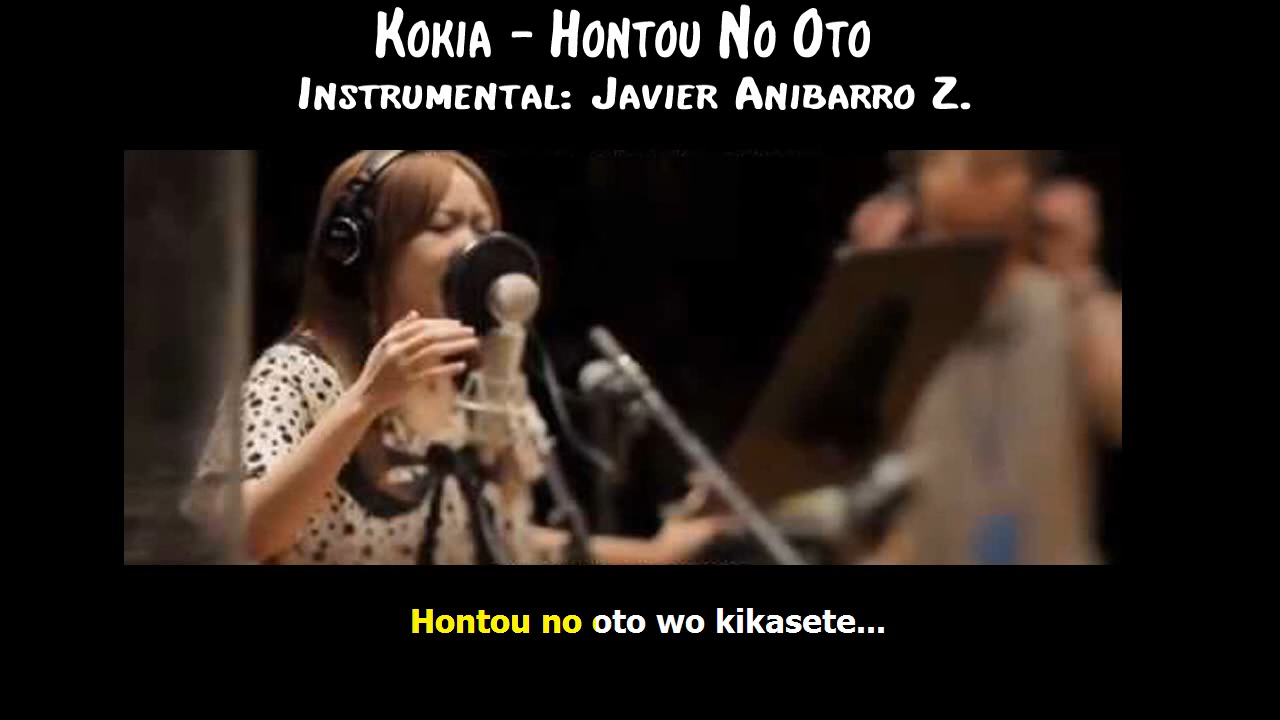 Kokia - Hontou No Oto
Instrumental: Javier Anibarro Z.
Hontou no oto wo kikasete...